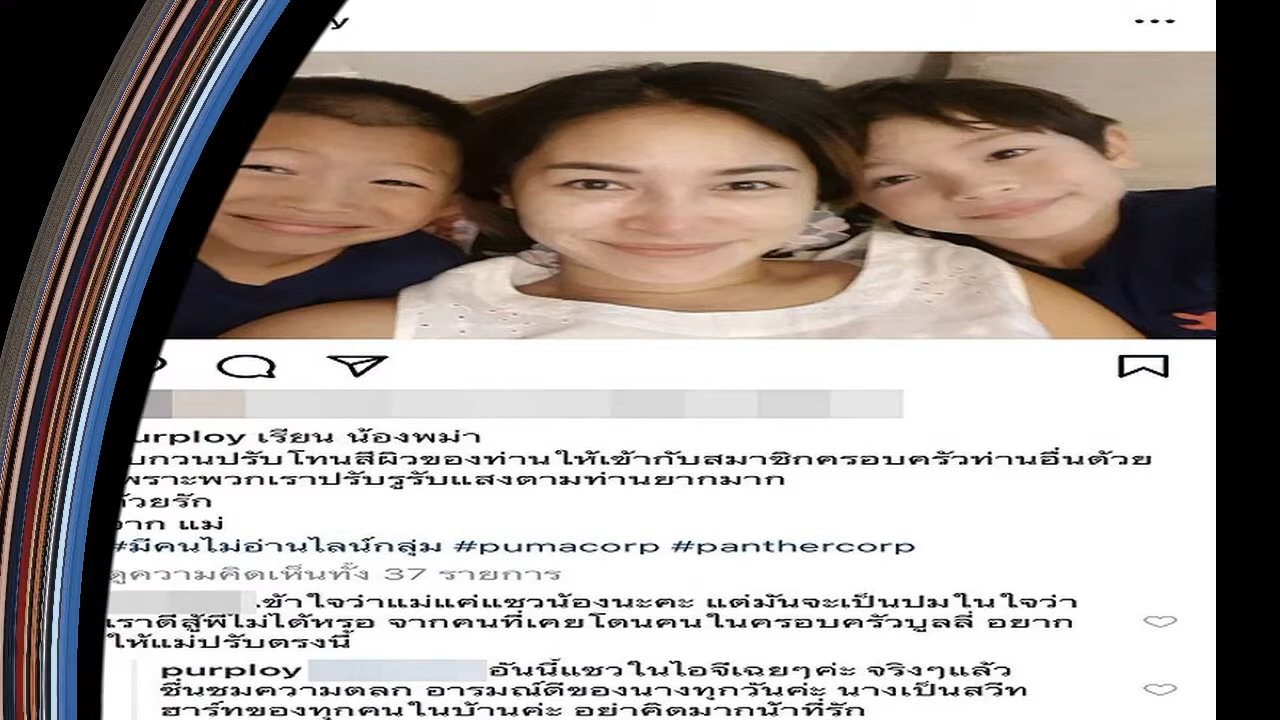 y
urploy เรียน น้องพม่า
บกวนปรับโทนสีผิวของท่านให้เข้ากับสมาชิกครอบครัวท่านอื่นด้วย
พราะพวกเราปรับรูรับแสงตามท่านยากมาก
ด้วยรัก
จาก แม่
#มีคนไม่อ่านไลน์กลุ่ม #pumacorp #panthercorp
ดูความคิดเห็นทั้ง 37 รายการ
.ข้าใจว่าแม่แค่แซวน้องนะคะ แต่มันจะเป็นปมในใจว่า
เราดีสู้พี่ไม่ได้หรอ จากคนที่เคยโดนคนในครอบครัวบูลลี่ อยาก
ให้แม่ปรับตรงนี้
purploy อันนี้แซวในไอจีเฉยๆค่ะ จริงๆแล้ว
ชื่นชมความตลก อารมณ์ดีของนางทุกวันค่ะ นางเป็นสวีท
ฮาร์ทของทุกคนในบ้านค่ะ อย่าคิดมากน้าที่รัก